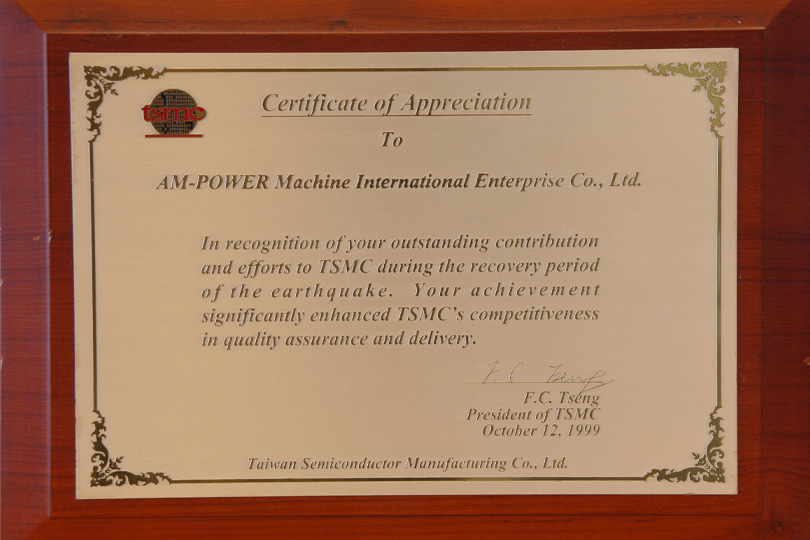 tsmc
Certificate of Appreciation
To
AM-POWER Machine International Enterprise Co., Ltd.
In recognition of your outstanding contribution
and efforts to TSMC during the recovery period
of the earthquake. Your achievement
significantly enhanced TSMC's competitiveness
in quality assurance and delivery.
F. C. Tseng
F.C. Tseng
President of TSMC
October 12, 1999
Taiwan Semiconductor Manufacturing Co., Ltd.